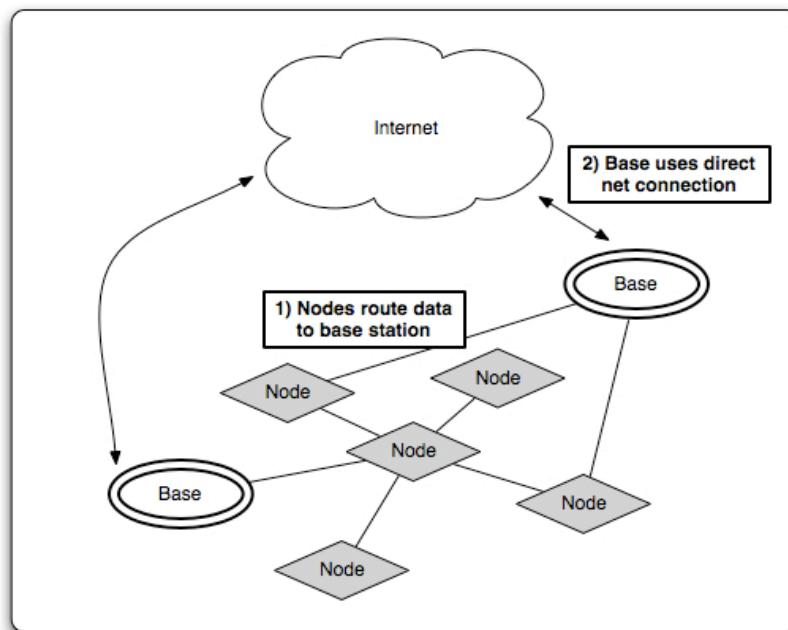 Internet
2) Base uses direct
net connection
Base
1) Nodes route data
to base station
Node
Node
Node
Base
Node
Node